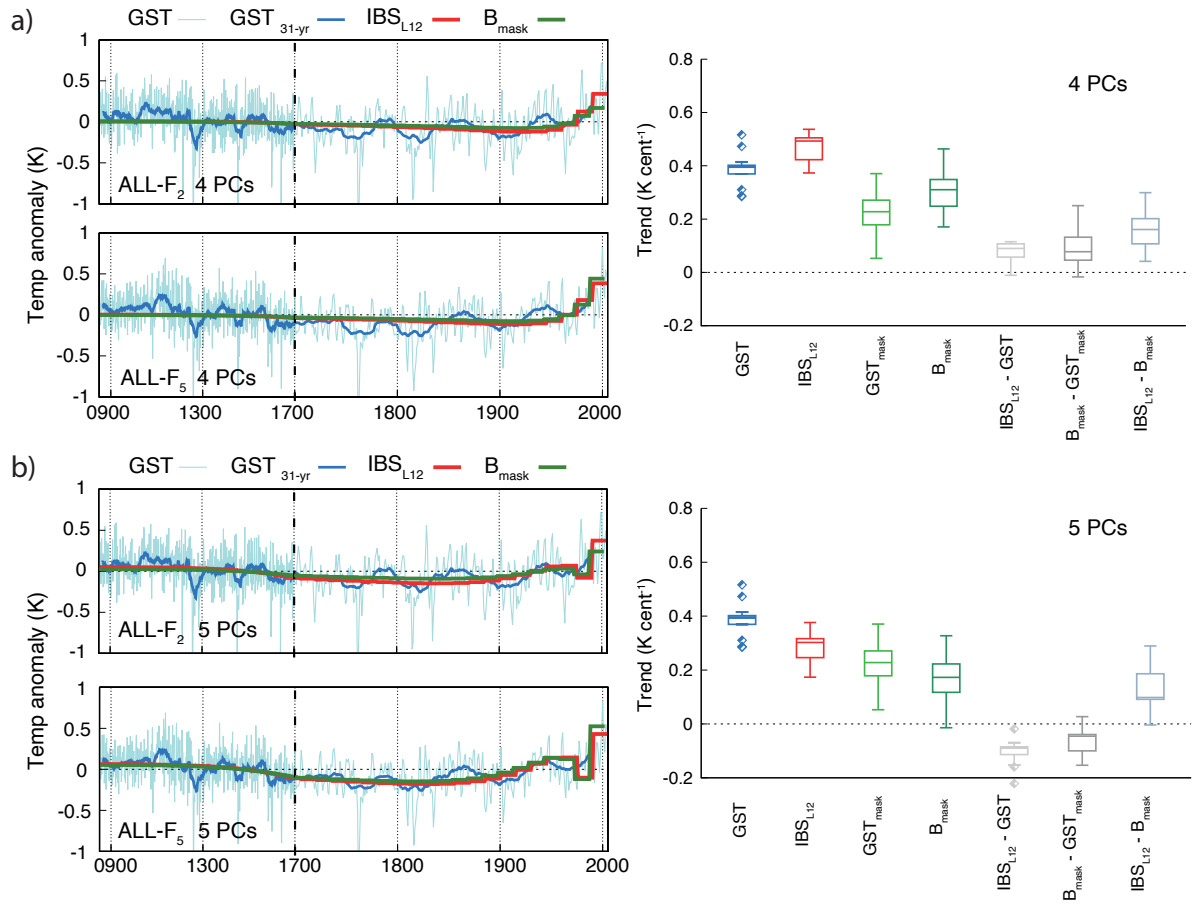 a)
GST GST 31-yr IBS L12 B mask
Temp anomaly (K)
1
0.5
0
-0.5
-1
ALL-F2 4 PCs
1
0.5
0
-0.5
-1
ALL-F5 4 PCs
0900 1300 1700 1800 1900 2000
4 PCs
Trend (K cent⁻¹)
0.8
0.6
0.4
0.2
0
-0.2
GST
IBS L12
GST mask
B mask
IBS L12 - GST
B mask - GST mask
IBS L12 - B mask
b)
GST GST 31-yr IBS L12 B mask
Temp anomaly (K)
1
0.5
0
-0.5
-1
ALL-F2 5 PCs
1
0.5
0
-0.5
-1
ALL-F5 5 PCs
0900 1300 1700 1800 1900 2000
5 PCs
Trend (K cent⁻¹)
0.8
0.6
0.4
0.2
0
-0.2
GST
IBS L12
GST mask
B mask
IBS L12 - GST
B mask - GST mask
IBS L12 - B mask